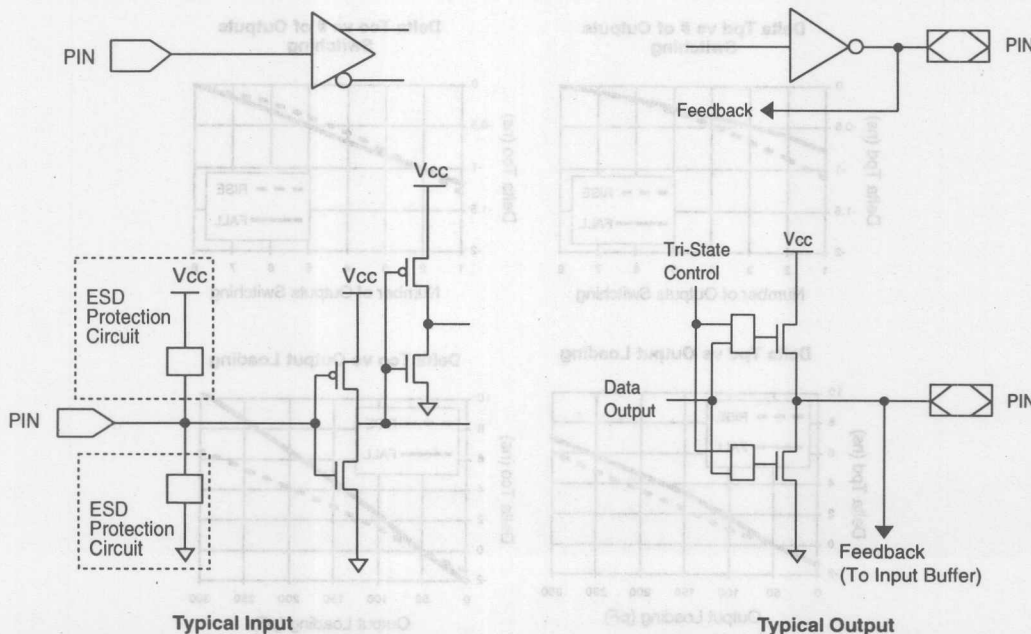 PIN
PIN
Feedback
Vcc
Tri-State
Control
Vcc
Vcc
Vcc
ESD
Protection
Circuit
Data
Output
PIN
PIN
ESD
Protection
Circuit
Feedback
(To Input Buffer)
Typical Input
Typical Output